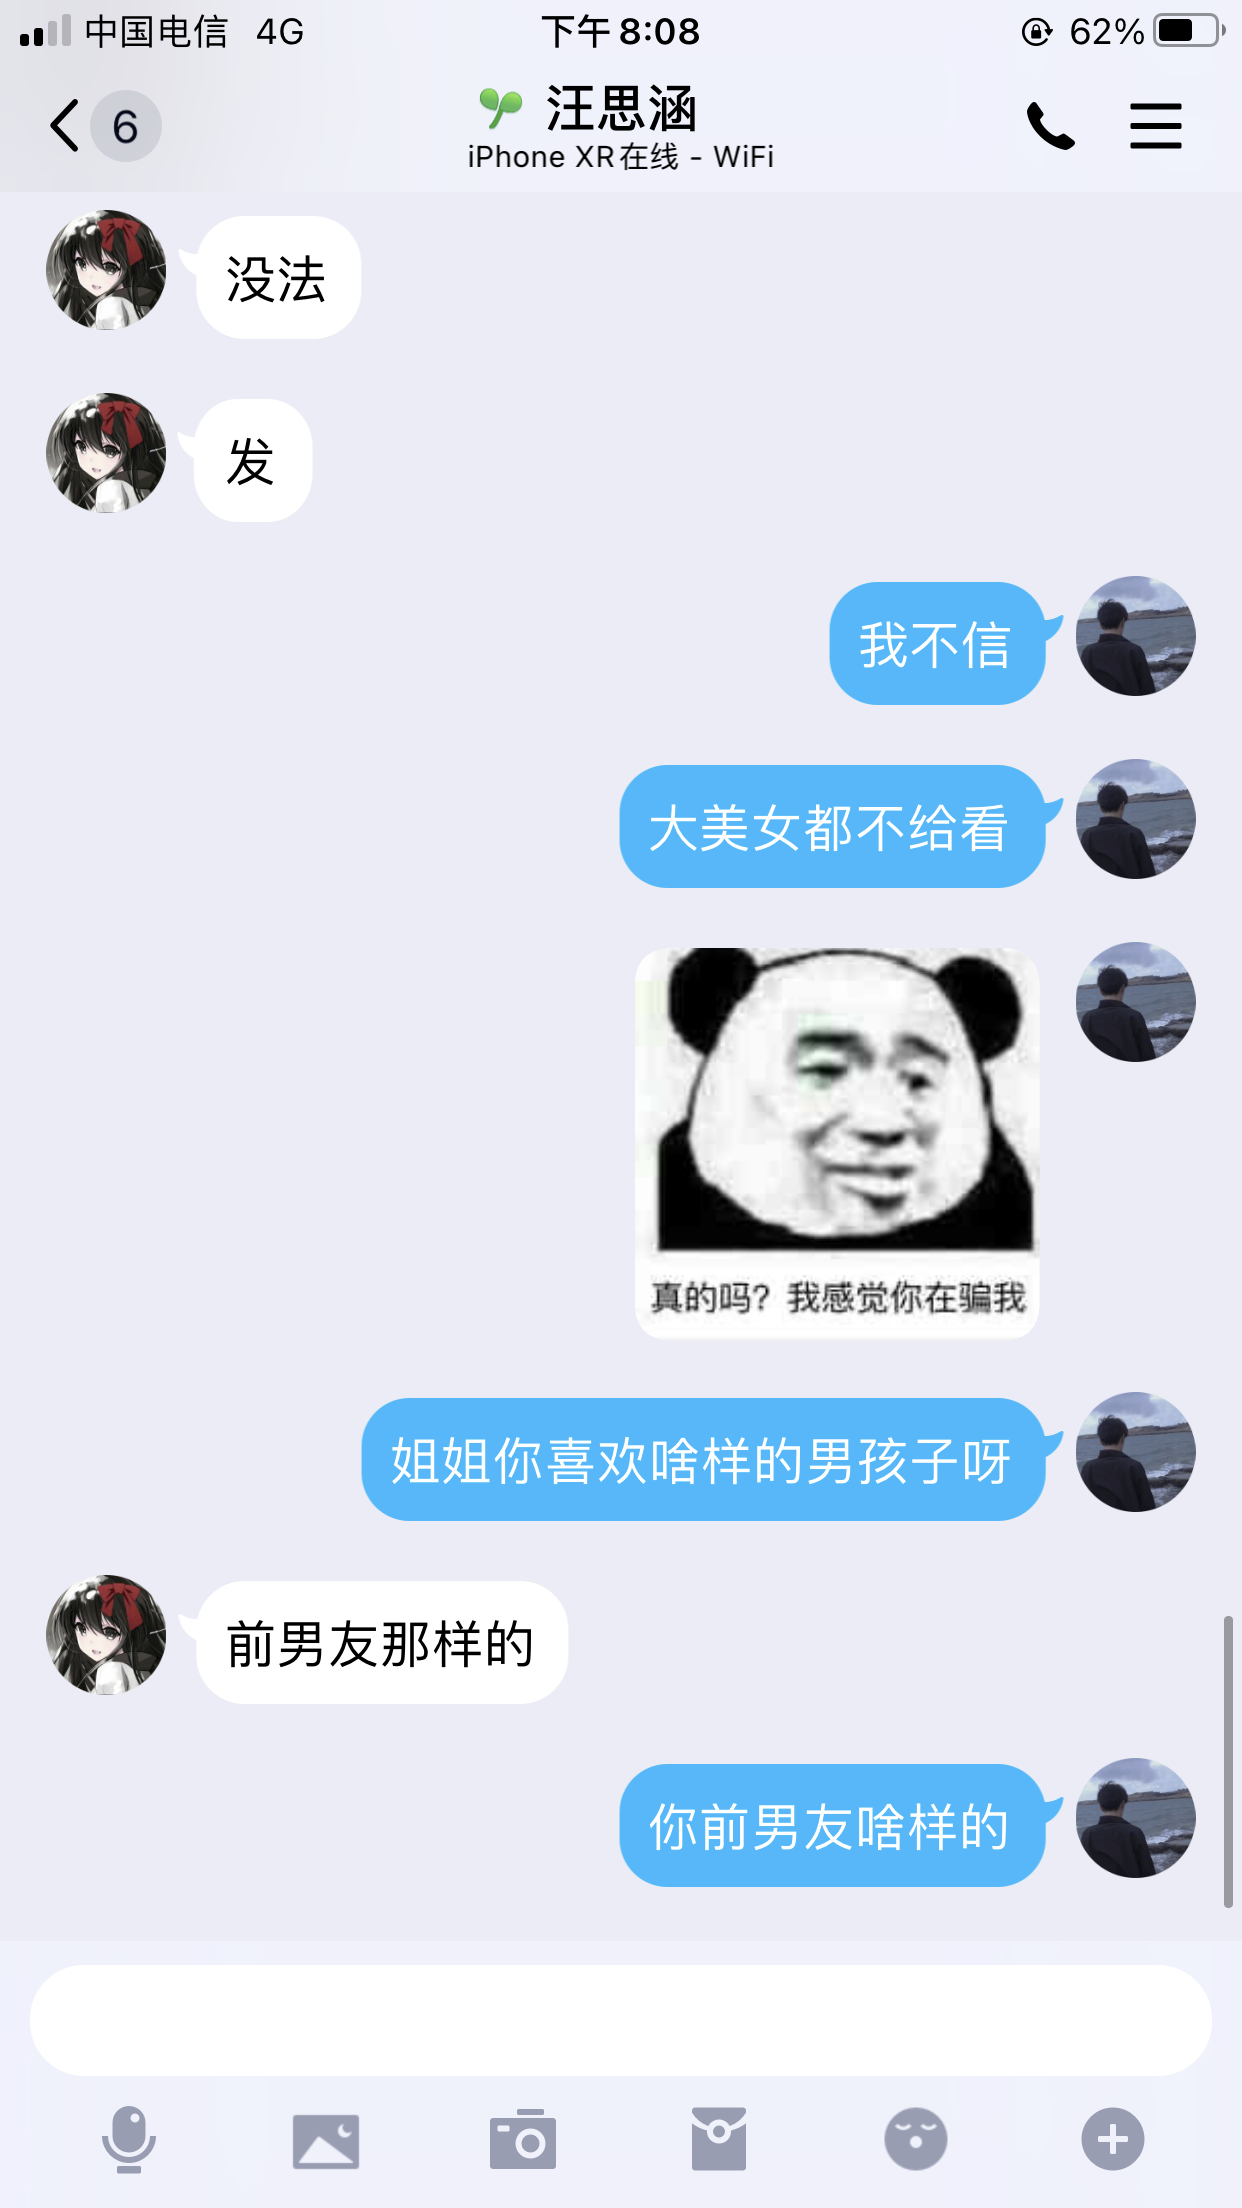 中国电信 4G 下午8:08 62%
6 汪思涵
iPhone XR在线 - WiFi
没法
发
我不信
大美女都不给看
真的吗？我感觉你在骗我
姐姐你喜欢啥样的男孩子呀
前男友那样的
你前男友啥样的